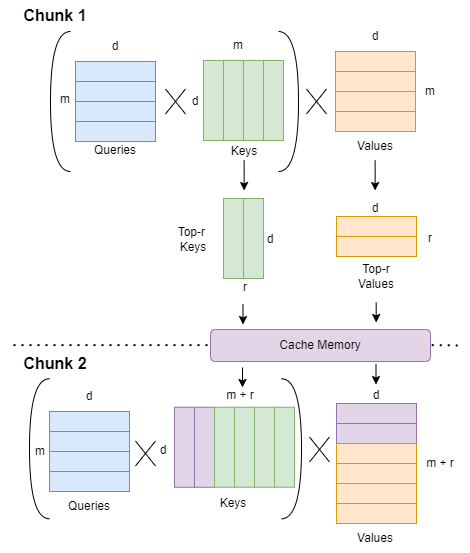 Chunk 1
d
m
d
m
d
m
Queries
Keys
Values
Top-r
Keys
d
r
d
r
Top-r
Values
Cache Memory
Chunk 2
d
m + r
d
m
d
m + r
Queries
Keys
Values